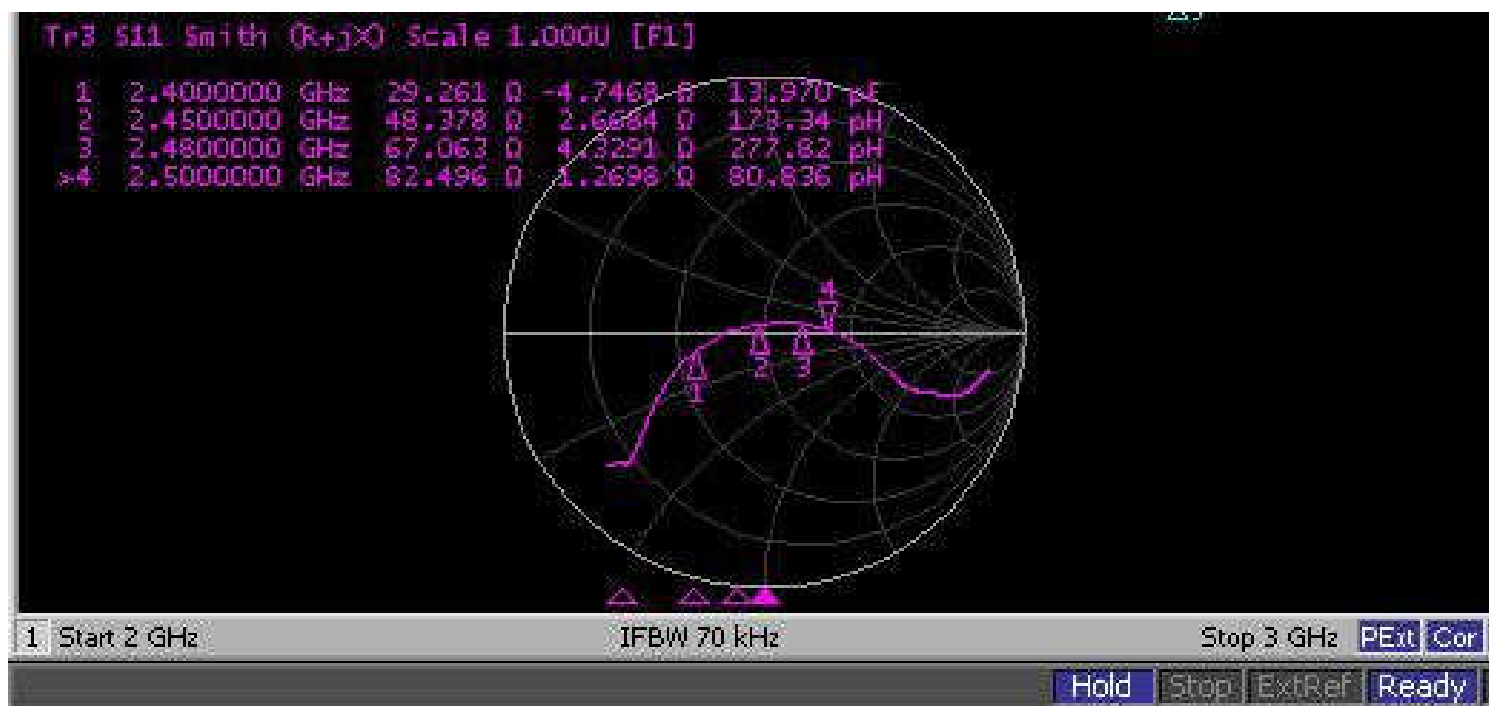 Tr3 S11 Smith (R+jX) Scale 1.000U [F1]
1 2.4000000 GHz 29.261 Ω -4.7468 Ω 13.970 pF
2 2.4500000 GHz 48.378 Ω 2.6684 Ω 173.34 pH
3 2.4800000 GHz 67.063 Ω 4.3291 Ω 277.82 pH
>4 2.5000000 GHz 82.496 Ω 1.2698 Ω 80.836 pH
4
1
2
3
1 Start 2 GHz IFBW 70 kHz Stop 3 GHz PExt Cor
Hold Stop ExtRef Ready